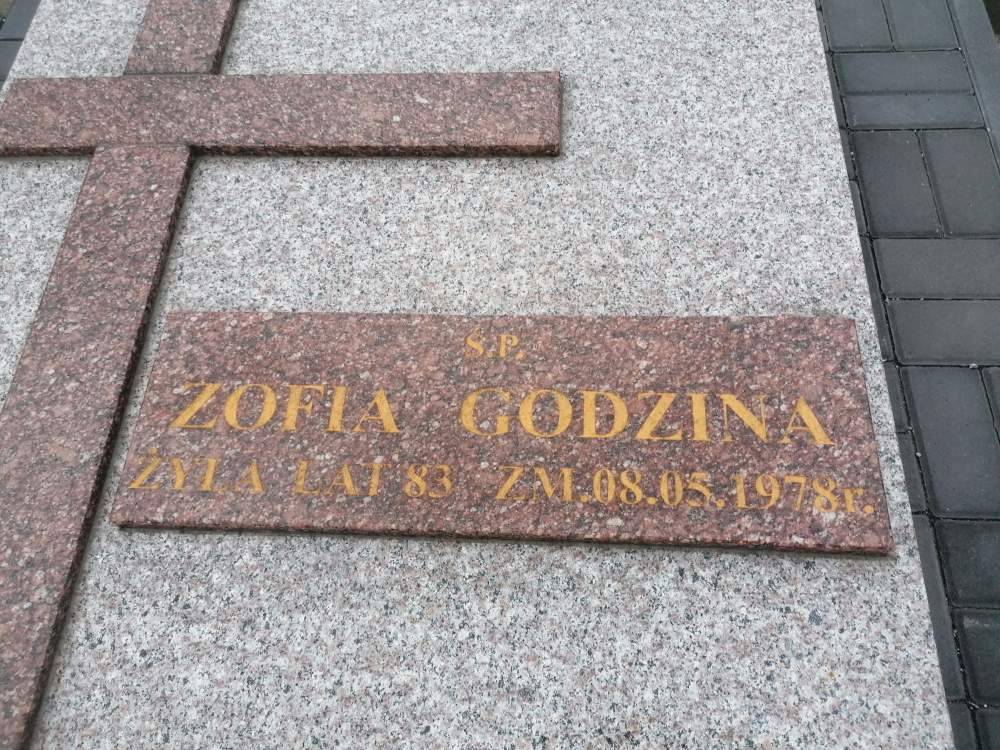 Ś.P.
ZOFIA GODZINA
ŻYŁA LAT 83 ZM.08.05.1978r.